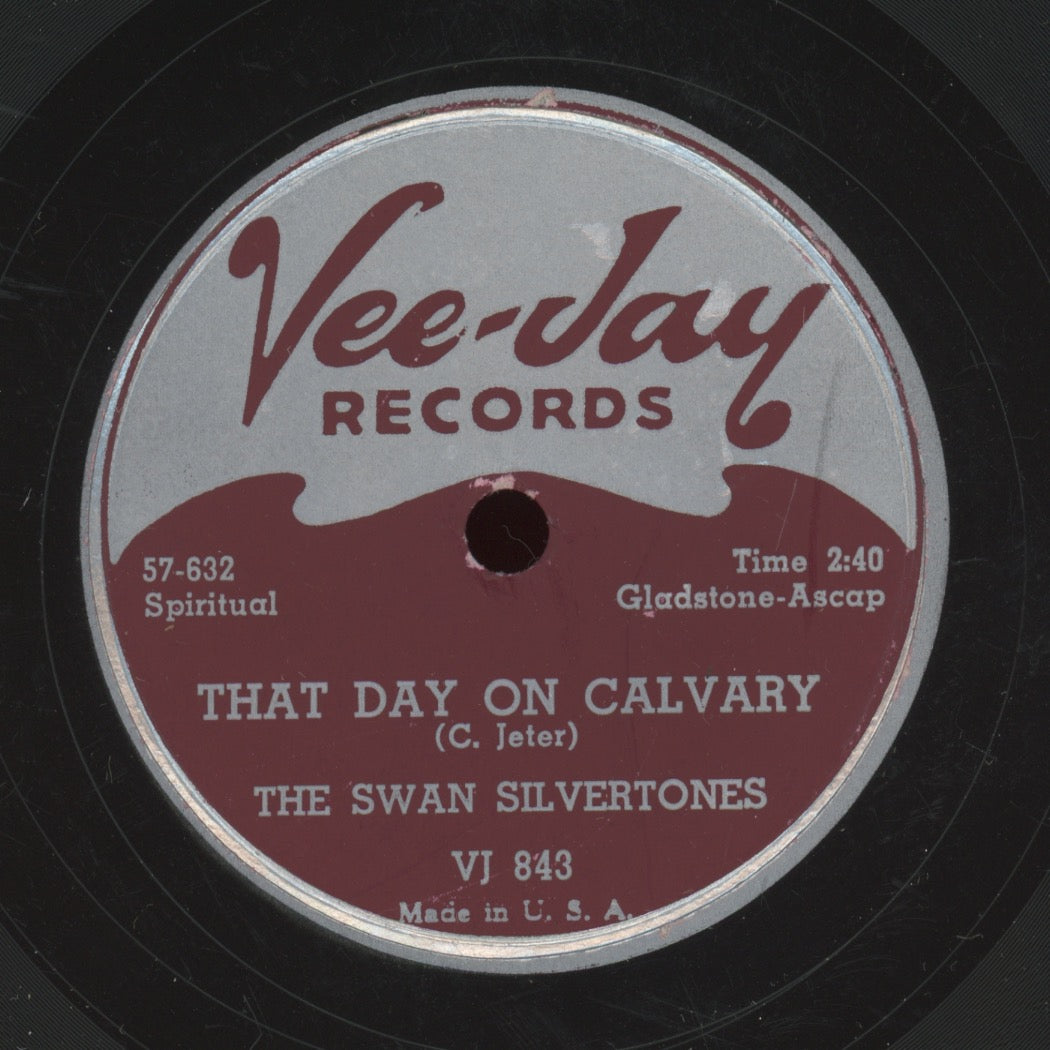 Vee-Jay
RECORDS
57-632
Spiritual
Time 2:40
Gladstone-Ascap
THAT DAY ON CALVARY
(C. Jeter)
THE SWAN SILVERTONES
VJ 843
Made in U. S. A.